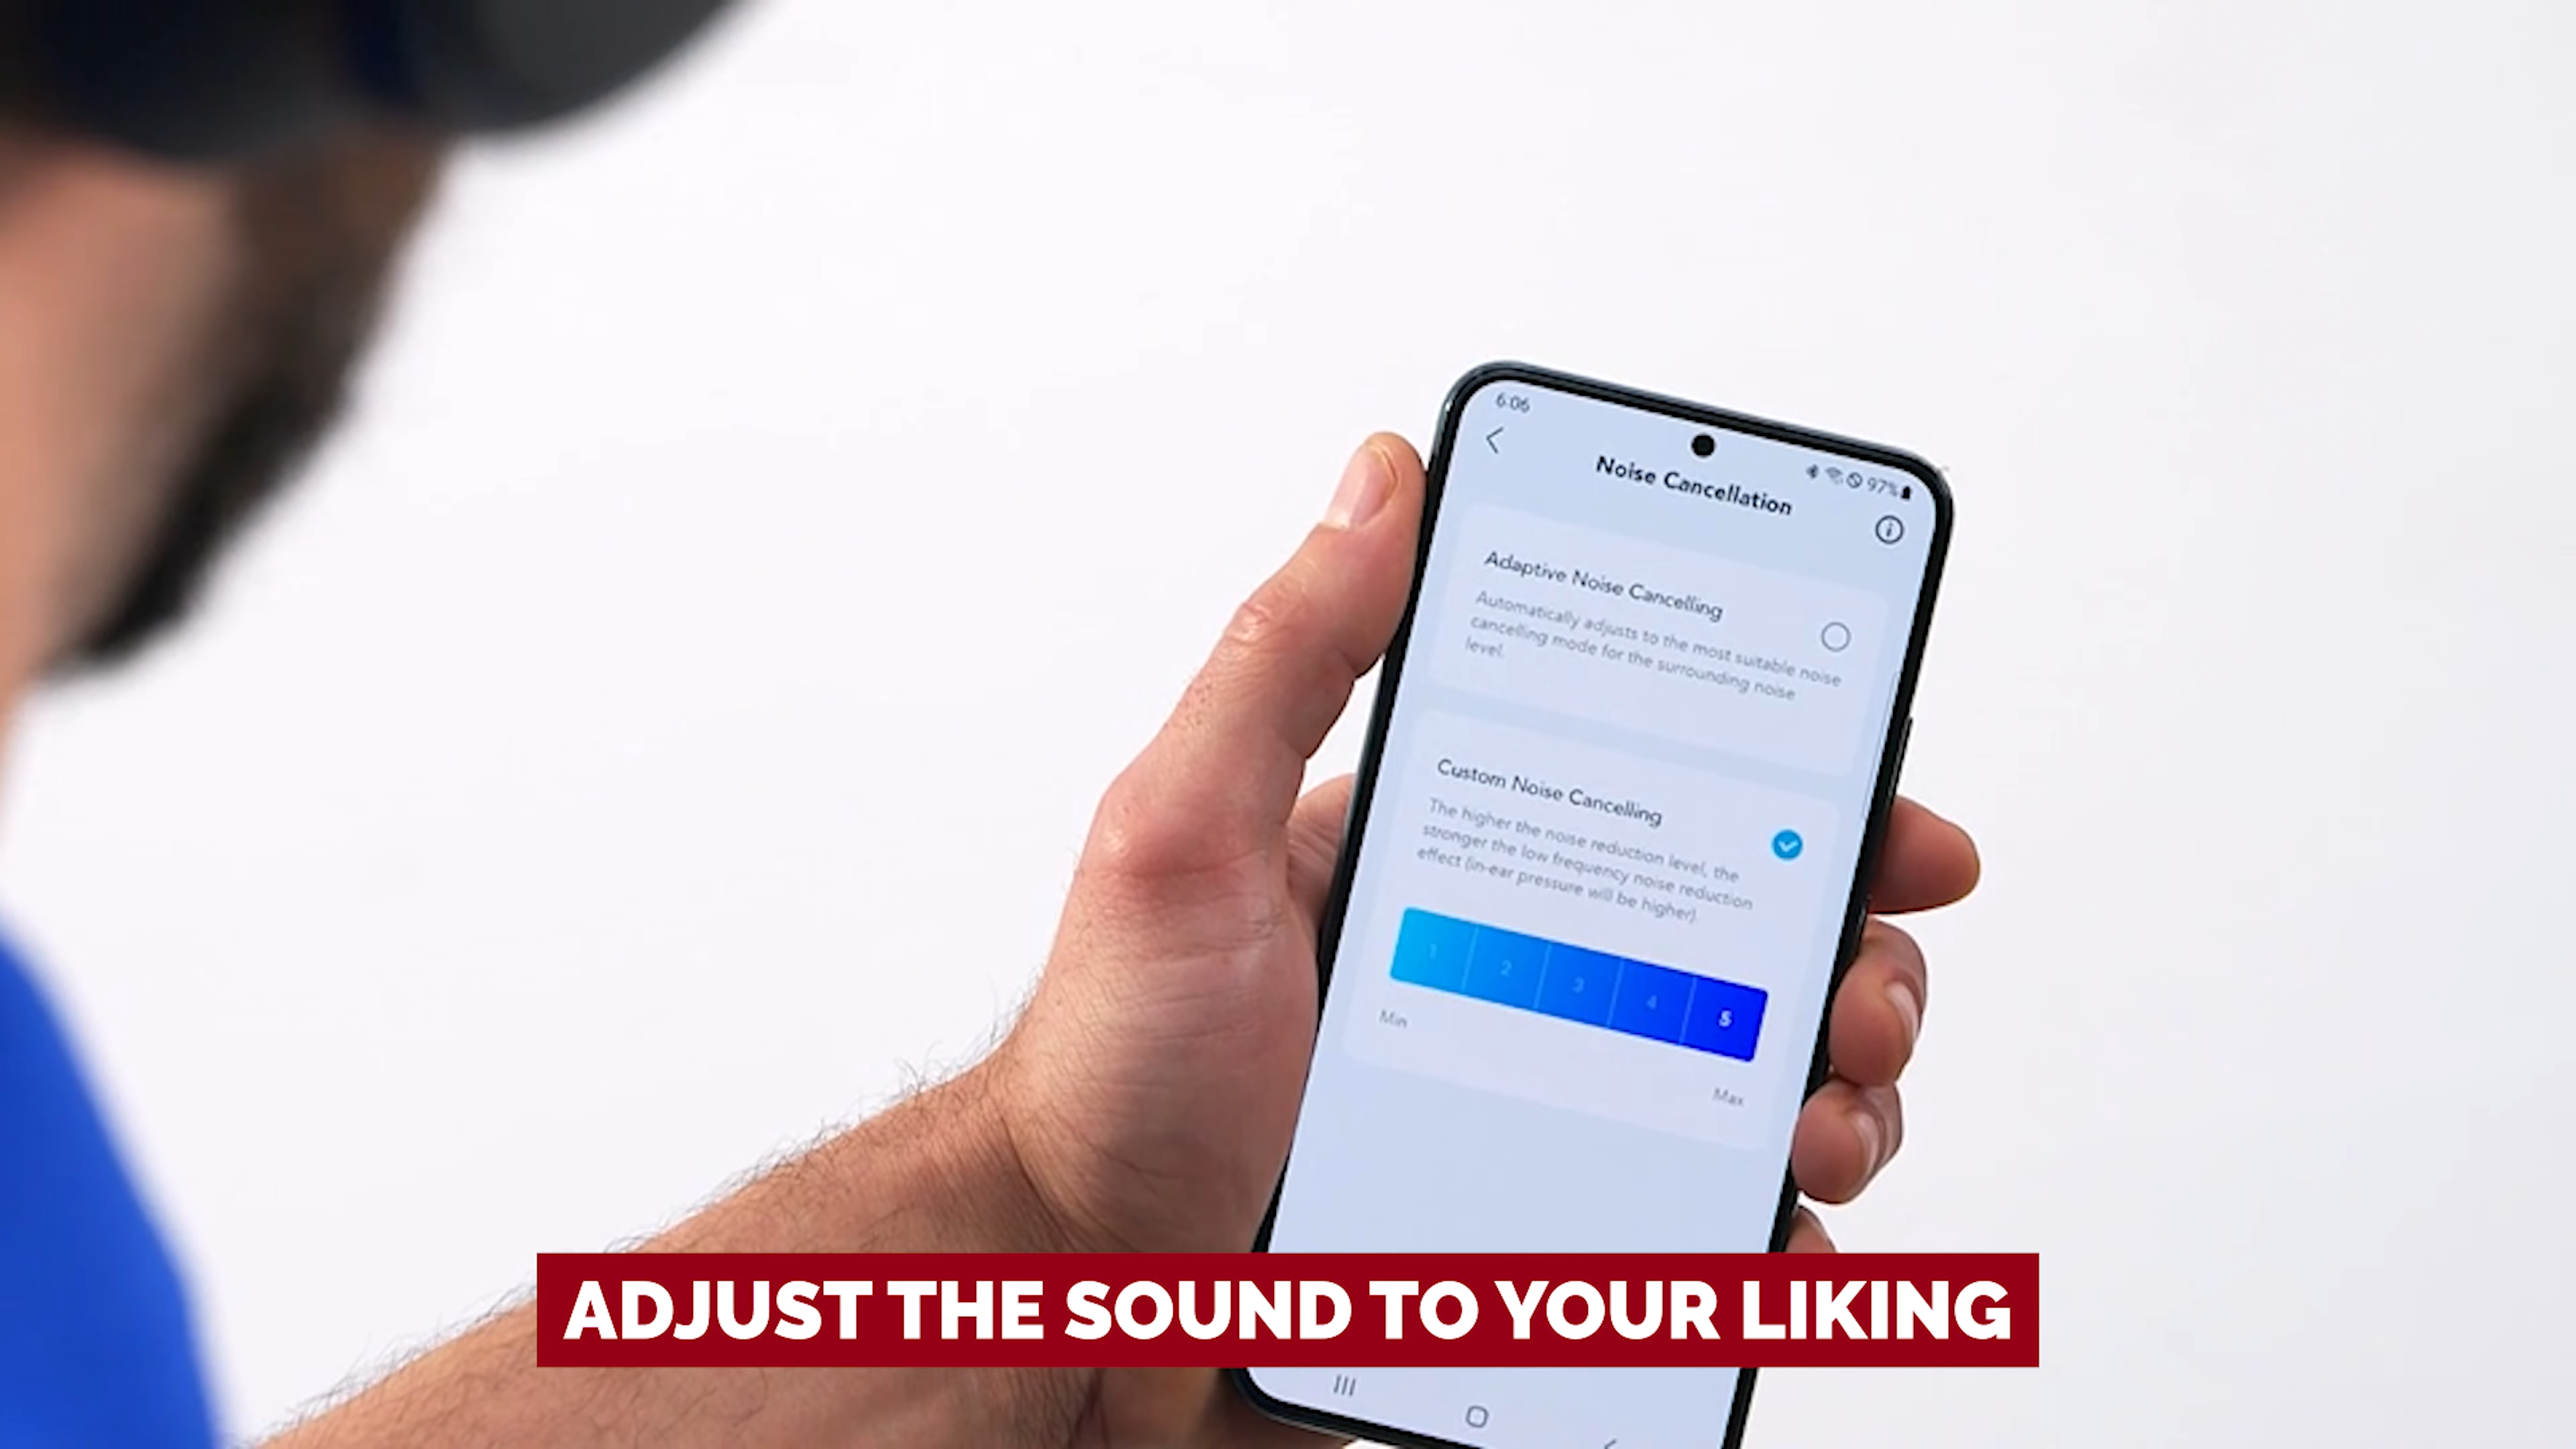 6:06
97%
Noise Cancellation
Adaptive Noise Cancelling
Automatically adjusts to the most suitable noise
cancelling mode for the surrounding noise
level.
Custom Noise Cancelling
The higher the noise reduction level, the
stronger the low frequency noise reduction
effect (in-ear pressure will be higher).
1 2 3 4 5
Min
Max
ADJUST THE SOUND TO YOUR LIKING